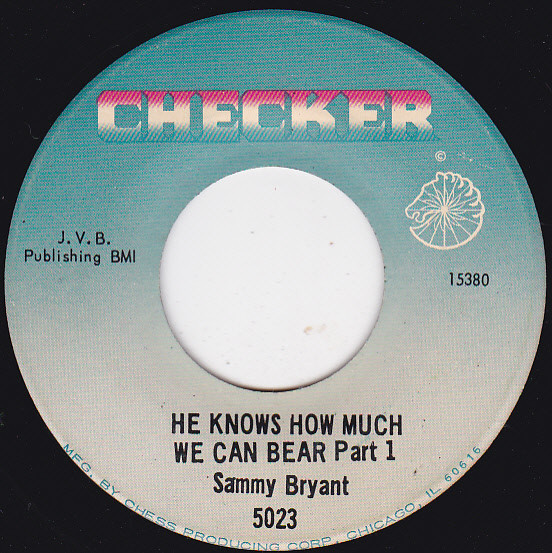 CHECKER
©
J.V.B.
Publishing BMI
15380
HE KNOWS HOW MUCH
WE CAN BEAR Part 1
Sammy Bryant
5023
MFG. BY CHESS PRODUCING CORP., CHICAGO, IL 60616